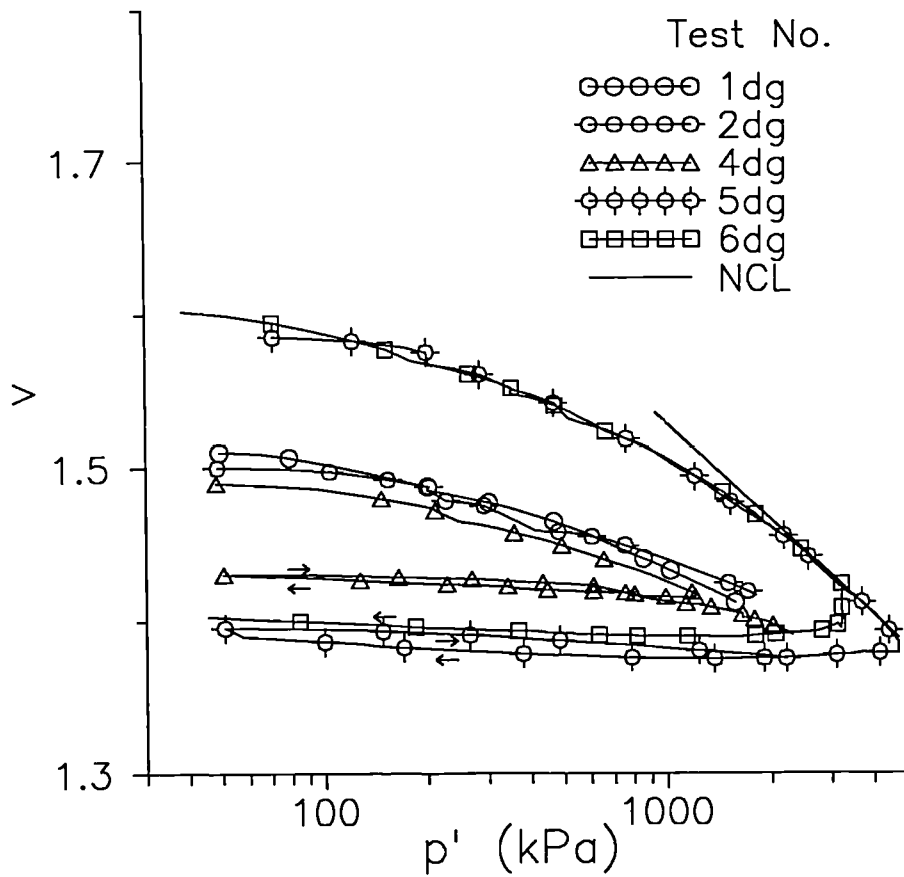 Test No.
1dg
2dg
4dg
5dg
6dg
NCL
1.7
1.5
1.3
v
100
1000
p' (kPa)